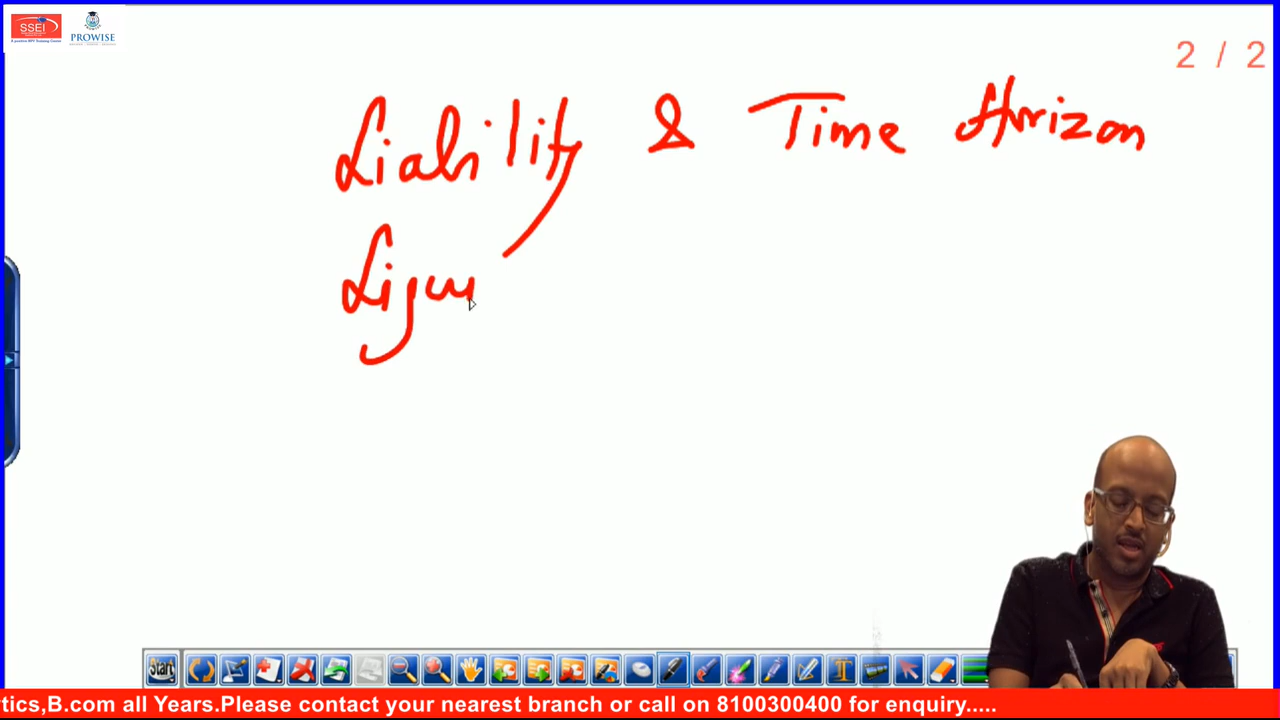 SSEI
PROWISE
2 / 2
Liability & Time Horizon
Liqui
Start
T
tics,B.com all Years.Please contact your nearest branch or call on 8100300400 for enquiry.....